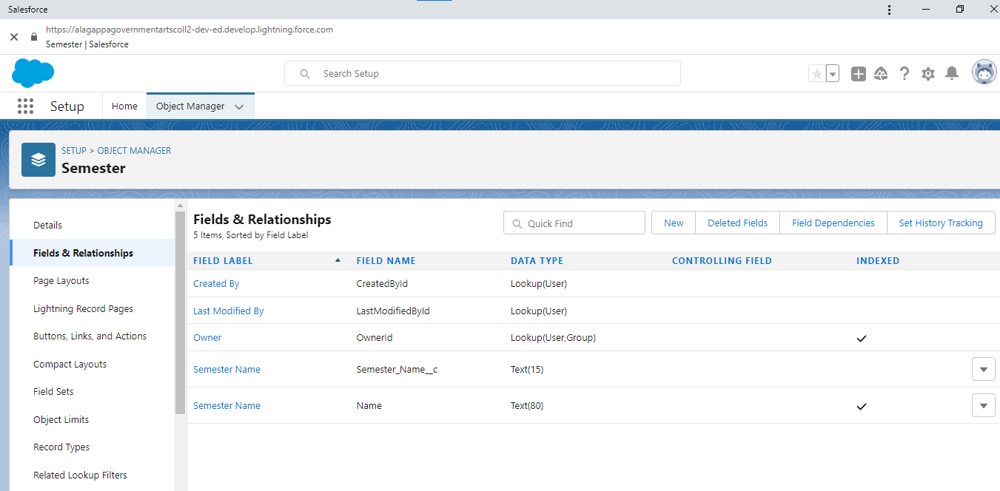 Salesforce
https://alagappagovernmentartscoll2-dev-ed.develop.lightning.force.com
Semester | Salesforce
Search Setup
Setup
Home
Object Manager
SETUP > OBJECT MANAGER
Semester
Details
Fields & Relationships
Page Layouts
Lightning Record Pages
Buttons, Links, and Actions
Compact Layouts
Field Sets
Object Limits
Record Types
Related Lookup Filters
Fields & Relationships
5 Items, Sorted by Field Label
Quick Find
New
Deleted Fields
Field Dependencies
Set History Tracking
FIELD LABEL FIELD NAME DATA TYPE CONTROLLING FIELD INDEXED
Created By CreatedById Lookup(User)
Last Modified By LastModifiedById Lookup(User)
Owner OwnerId Lookup(User,Group)
Semester Name Semester_Name__c Text(15)
Semester Name Name Text(80)